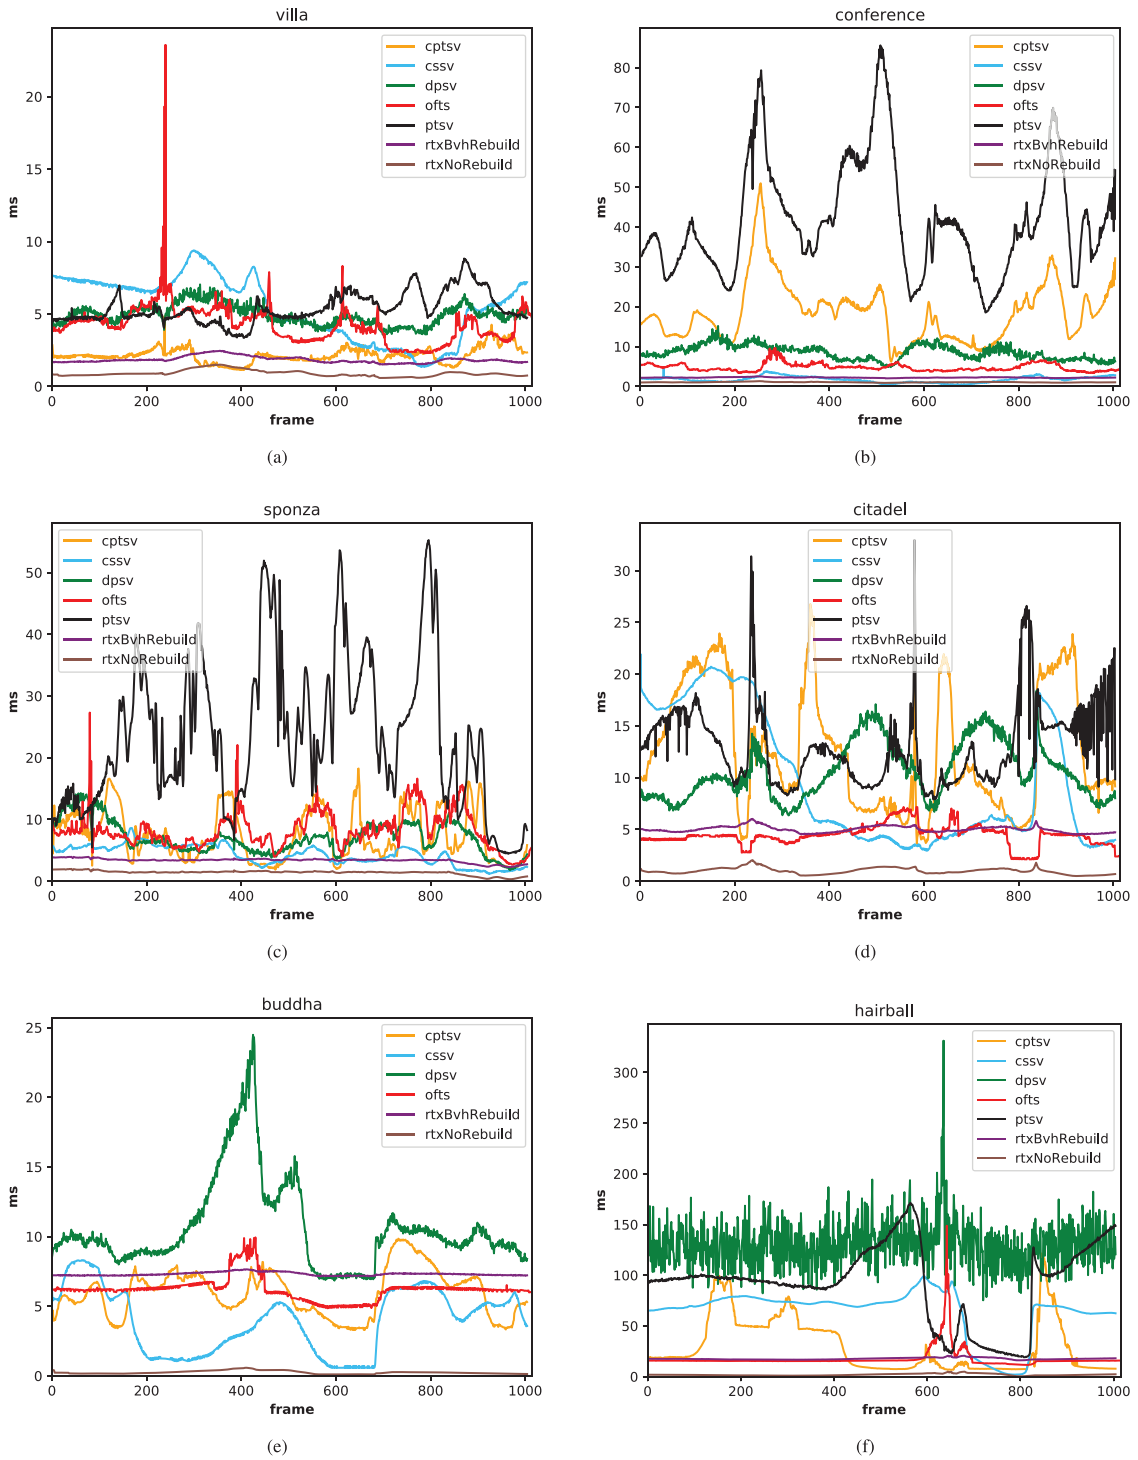 villa
25
20
15
10
5
0
ms
0 200 400 600 800 1000
frame
cptsv
cssv
dpsv
ofts
ptsv
rtxBvhRebuild
rtxNoRebuild
(a)
conference
80
70
60
50
40
30
20
10
0
ms
0 200 400 600 800 1000
frame
cptsv
cssv
dpsv
ofts
ptsv
rtxBvhRebuild
rtxNoRebuild
(b)
sponza
50
40
30
20
10
0
ms
0 200 400 600 800 1000
frame
cptsv
cssv
dpsv
ofts
ptsv
rtxBvhRebuild
rtxNoRebuild
(c)
citadel
30
25
20
15
10
5
0
ms
0 200 400 600 800 1000
frame
cptsv
cssv
dpsv
ofts
ptsv
rtxBvhRebuild
rtxNoRebuild
(d)
buddha
25
20
15
10
5
0
ms
0 200 400 600 800 1000
frame
cptsv
cssv
dpsv
ofts
rtxBvhRebuild
rtxNoRebuild
(e)
hairball
300
250
200
150
100
50
0
ms
0 200 400 600 800 1000
frame
cptsv
cssv
dpsv
ofts
ptsv
rtxBvhRebuild
rtxNoRebuild
(f)